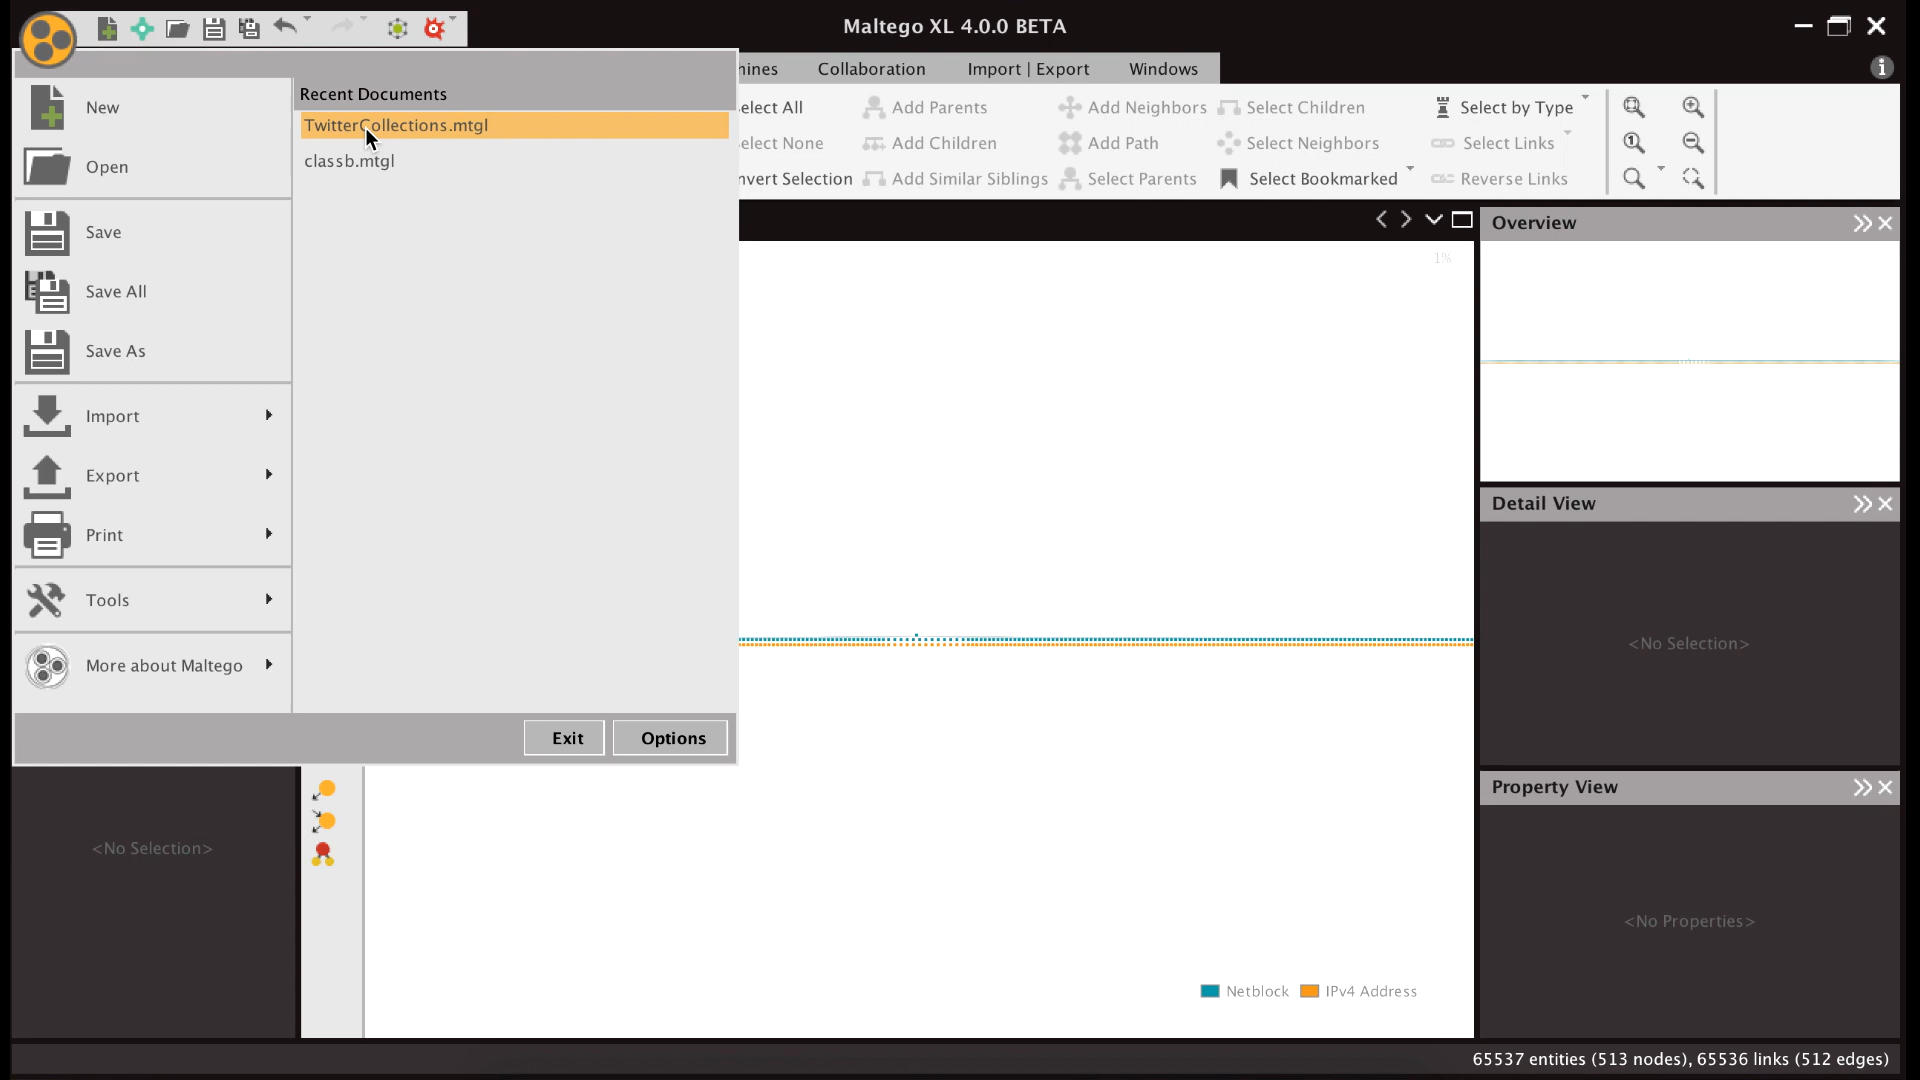 Maltego XL 4.0.0 BETA
Collaboration
Import | Export
Windows
Recent Documents
TwitterCollections.mtgl
classb.mtgl
New
Open
Save
Save All
Save As
Import
Export
Print
Tools
More about Maltego
Exit
Options
elect All
Add Parents
Add Neighbors
Select Children
Select by Type
elect None
Add Children
Add Path
Select Neighbors
Select Links
nvert Selection
Add Similar Siblings
Select Parents
Select Bookmarked
Reverse Links
1%
Overview
Detail View
<No Selection>
Property View
<No Properties>
<No Selection>
Netblock
IPv4 Address
65537 entities (513 nodes), 65536 links (512 edges)